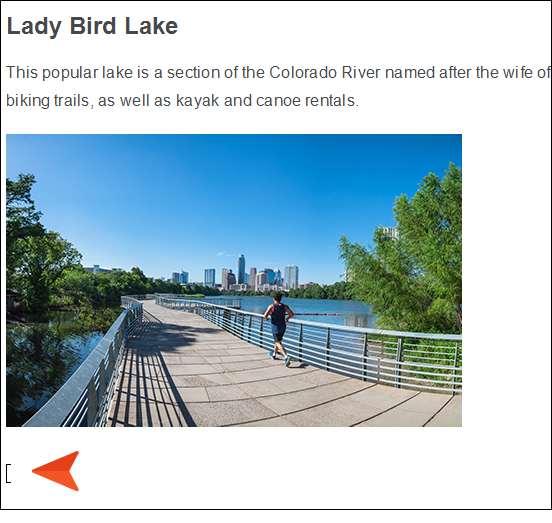 Lady Bird Lake
This popular lake is a section of the Colorado River named after the wife of
biking trails, as well as kayak and canoe rentals.